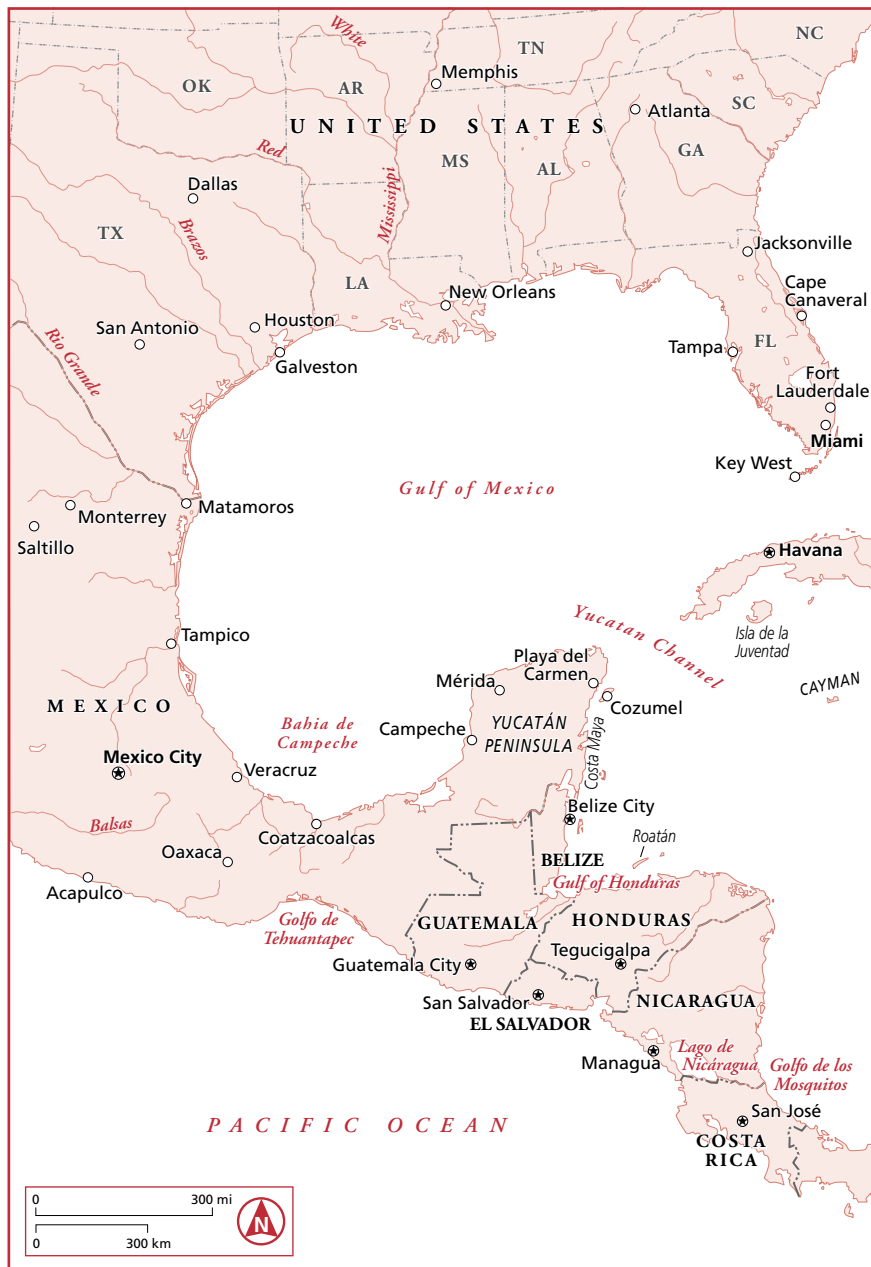 White
TN
NC
Memphis
OK
AR
SC
Atlanta
UNITED STATES
MS
GA
Red
AL
Dallas
Mississippi
Brazos
TX
Jacksonville
LA
Cape
Canaveral
New Orleans
San Antonio
Houston
Rio Grande
Tampa
FL
Galveston
Fort
Lauderdale
Miami
Key West
Gulf of Mexico
Monterrey
Matamoros
Saltillo
Havana
Yucatan Channel
Tampico
Isla de la
Juventad
Playa del
Carmen
Mérida
CAYMAN
MEXICO
Cozumel
Bahia de
Campeche
Campeche
YUCATÁN
PENINSULA
Costa Maya
Mexico City
Veracruz
Belize City
Balsas
Coatzacoalcas
Roatán
Oaxaca
BELIZE
Gulf of Honduras
Acapulco
Golfo de
Tehuantapec
GUATEMALA
HONDURAS
Tegucigalpa
Guatemala City
San Salvador
NICARAGUA
EL SALVADOR
Managua
Lago de
Nicáragua
Golfo de los
Mosquitos
San José
PACIFIC OCEAN
COSTA
RICA
0 300 mi
N
0 300 km